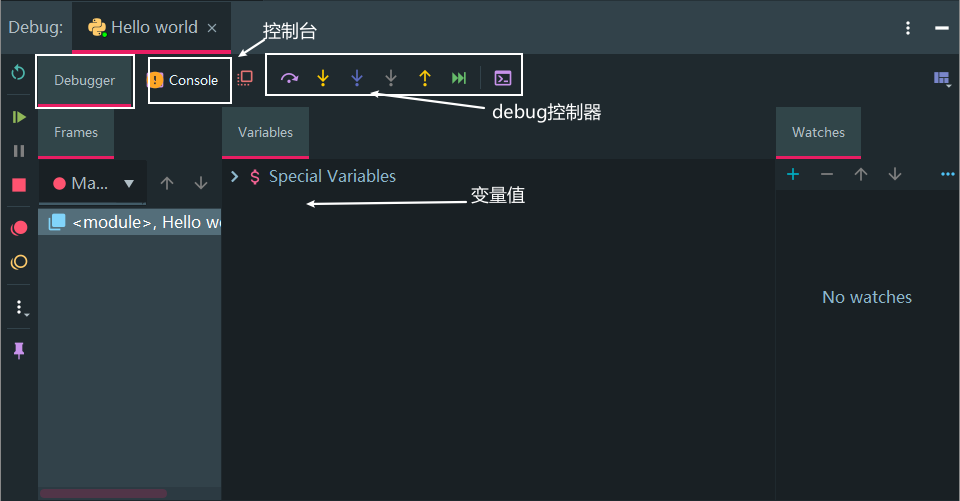 Debug:
Hello world
控制台
Debugger
Console
debug控制器
Frames
Variables
Watches
Ma...
Special Variables
变量值
<module>, Hello w
No watches